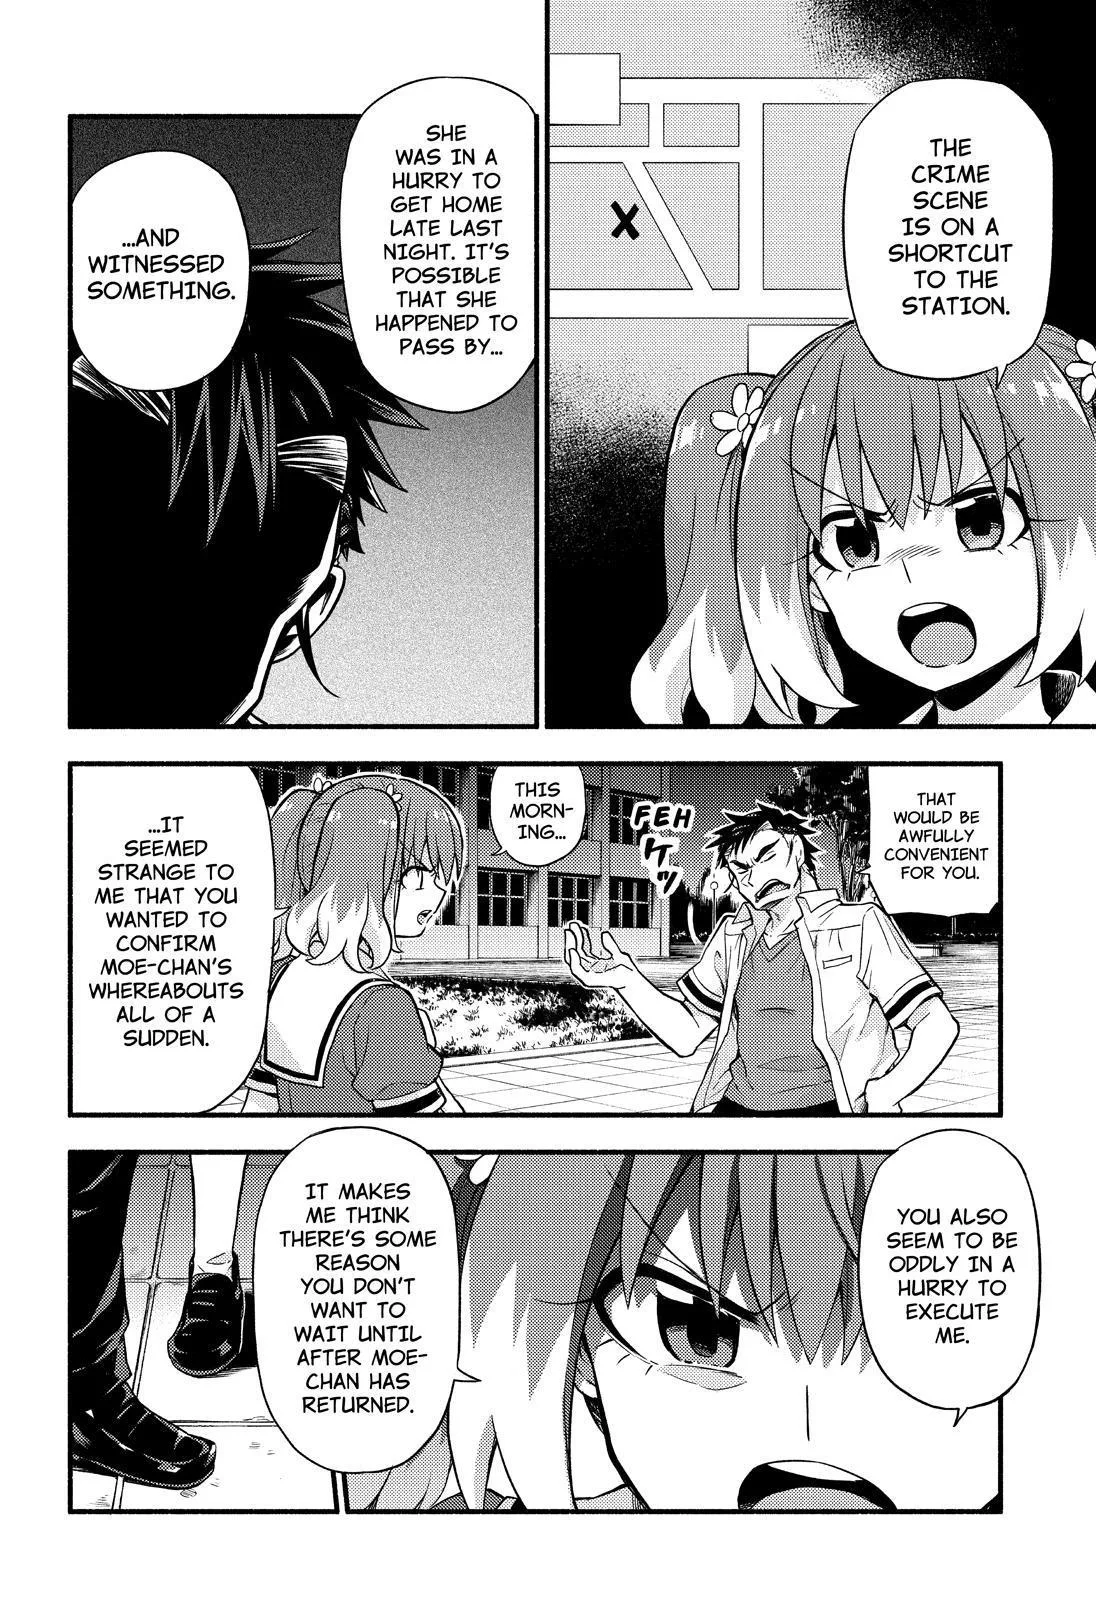 THE
CRIME
SCENE
IS ON A
SHORTCUT
TO THE
STATION.
X
SHE
WAS IN A
HURRY TO
GET HOME
LATE LAST
NIGHT. IT'S
POSSIBLE
THAT SHE
HAPPENED TO
PASS BY...
...AND
WITNESSED
SOMETHING.
THAT
WOULD BE
AWFULLY
CONVENIENT
FOR YOU.
FEH
ケッ
THIS
MORN-
ING...
...IT
SEEMED
STRANGE TO
ME THAT YOU
WANTED TO
CONFIRM
MOE-CHAN'S
WHEREABOUTS
ALL OF A
SUDDEN.
YOU ALSO
SEEM TO BE
ODDLY IN A
HURRY TO
EXECUTE
ME.
IT MAKES
ME THINK
THERE'S SOME
REASON
YOU DON'T
WANT TO
WAIT UNTIL
AFTER MOE-
CHAN HAS
RETURNED.